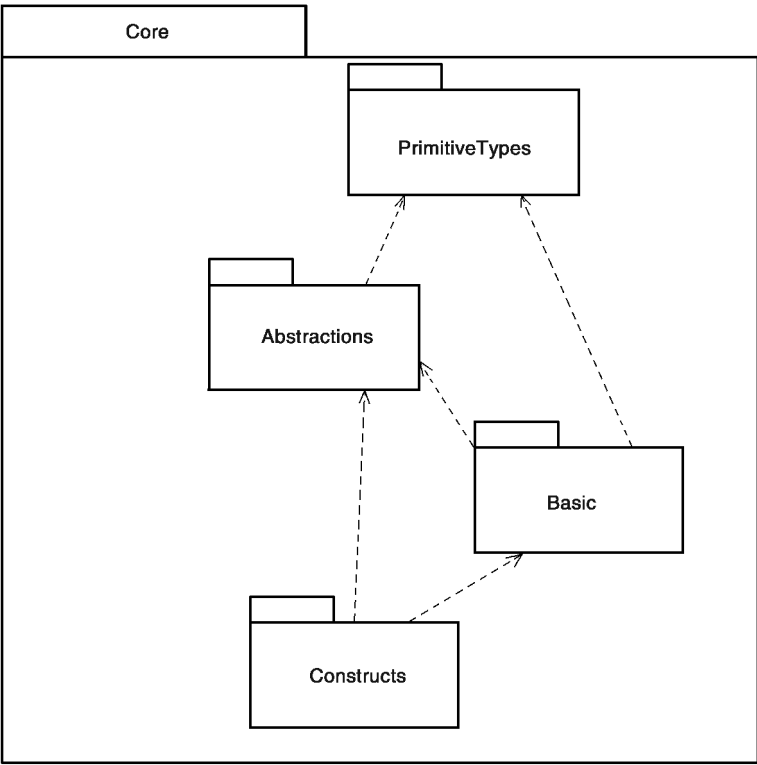 Core
PrimitiveTypes
Abstractions
Basic
Constructs